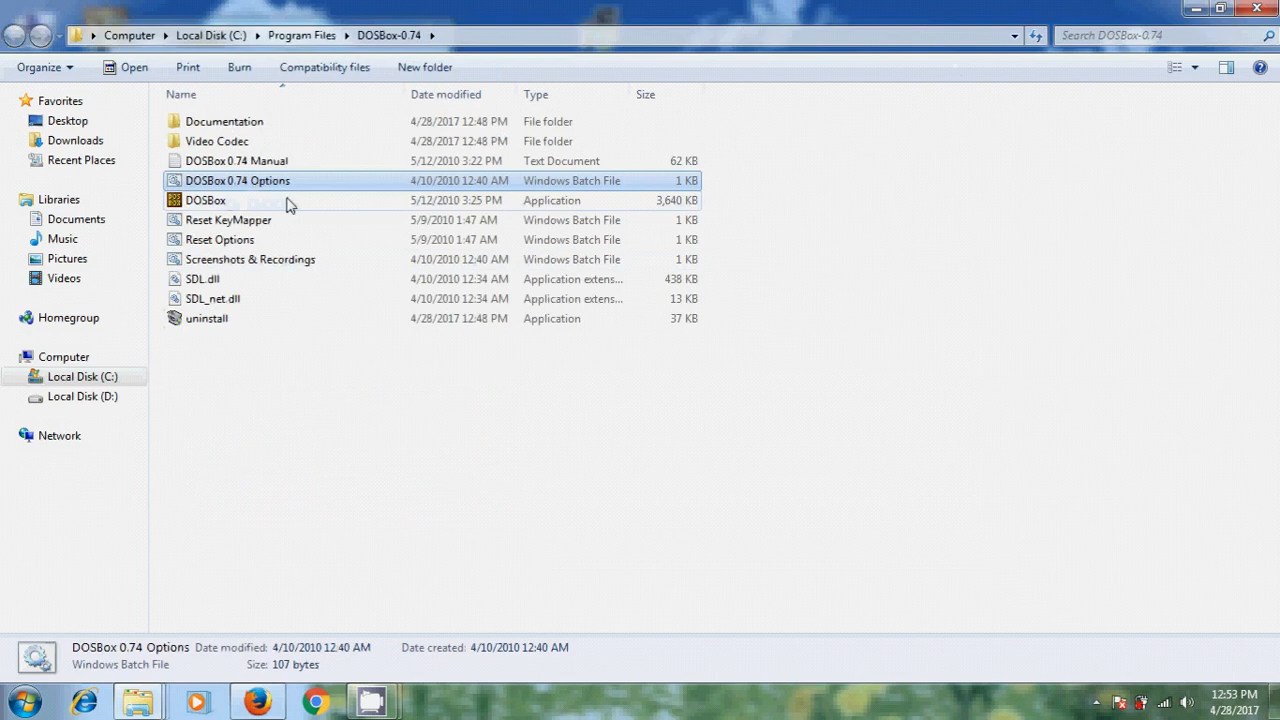 Computer Local Disk (C:) Program Files DOSBox-0.74 Search DOSBox-0.74
Organize Open Print Burn Compatibility files New folder
Name Date modified Type Size
Favorites
Desktop
Downloads
Recent Places
Libraries
Documents
Music
Pictures
Videos
Homegroup
Computer
Local Disk (C:)
Local Disk (D:)
Network
Documentation 4/28/2017 12:48 PM File folder
Video Codec 4/28/2017 12:48 PM File folder
DOSBox 0.74 Manual 5/12/2010 3:22 PM Text Document 62 KB
DOSBox 0.74 Options 4/10/2010 12:40 AM Windows Batch File 1 KB
DOSBox 5/12/2010 3:25 PM Application 3,640 KB
Reset KeyMapper 5/9/2010 1:47 AM Windows Batch File 1 KB
Reset Options 5/9/2010 1:47 AM Windows Batch File 1 KB
Screenshots & Recordings 4/10/2010 12:40 AM Windows Batch File 1 KB
SDL.dll 4/10/2010 12:34 AM Application extens... 438 KB
SDL_net.dll 4/10/2010 12:34 AM Application extens... 13 KB
uninstall 4/28/2017 12:48 PM Application 37 KB
DOSBox 0.74 Options Date modified: 4/10/2010 12:40 AM Date created: 4/10/2010 12:40 AM
Windows Batch File Size: 107 bytes
12:53 PM
4/28/2017